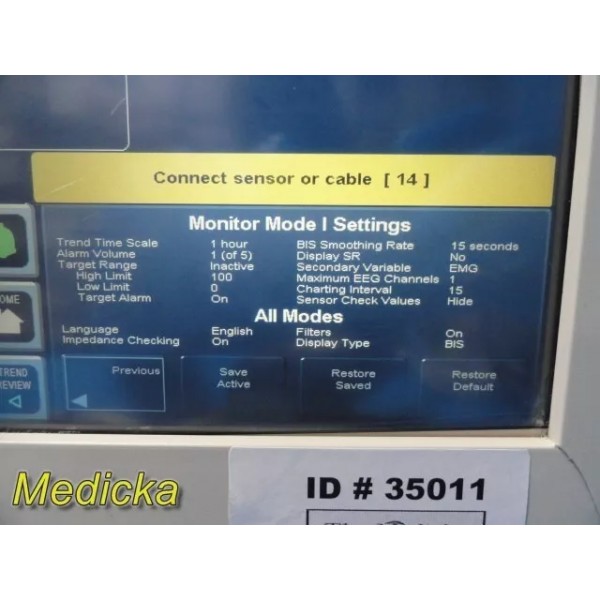 Connect sensor or cable [ 14 ]
Monitor Mode I Settings
Trend Time Scale 1 hour BIS Smoothing Rate 15 seconds
Alarm Volume 1 (of 5) Display SR No
Target Range Inactive Secondary Variable EMG
High Limit 100 Maximum EEG Channels 1
Low Limit 0 Charting Interval 15
Target Alarm On Sensor Check Values Hide
All Modes
Language English Filters On
Impedance Checking On Display Type BIS
OME
TREND
EVIEW
Previous
Save
Active
Restore
Saved
Restore
Default
Medicka
ID # 35011